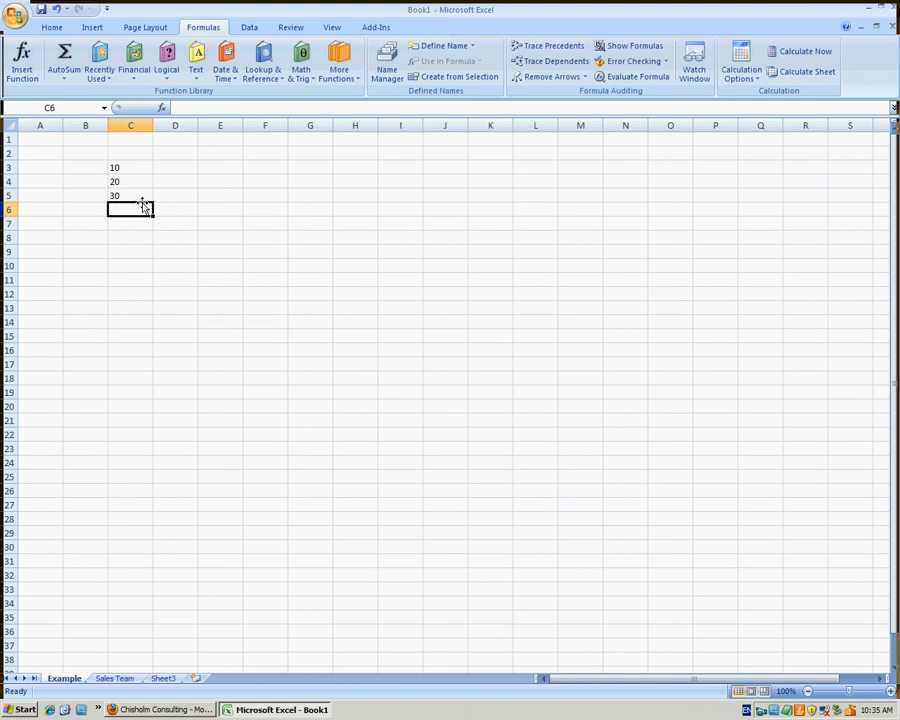 Book1 - Microsoft Excel
Home Insert Page Layout Formulas Data Review View Add-Ins
fx Insert Function
Σ AutoSum
Recently Used
Financial
Logical
Text
Date & Time
Lookup & Reference
Math & Trig
More Functions
Function Library
Name Manager
Define Name
Use in Formula
Create from Selection
Defined Names
Trace Precedents
Trace Dependents
Remove Arrows
Show Formulas
Error Checking
Evaluate Formula
Formula Auditing
Watch Window
Calculation Options
Calculate Now
Calculate Sheet
Calculation
C6 fx
A B C D E F G H I J K L M N O P Q R S
1
2
3 10
4 20
5 30
6
7
8
9
10
11
12
13
14
15
16
17
18
19
20
21
22
23
24
25
26
27
28
29
30
31
32
33
34
35
36
37
38
Example Sales Team Sheet3
Ready 100%
Start » Chisholm Consulting - Mo... Microsoft Excel - Book1 EN 10:35 AM